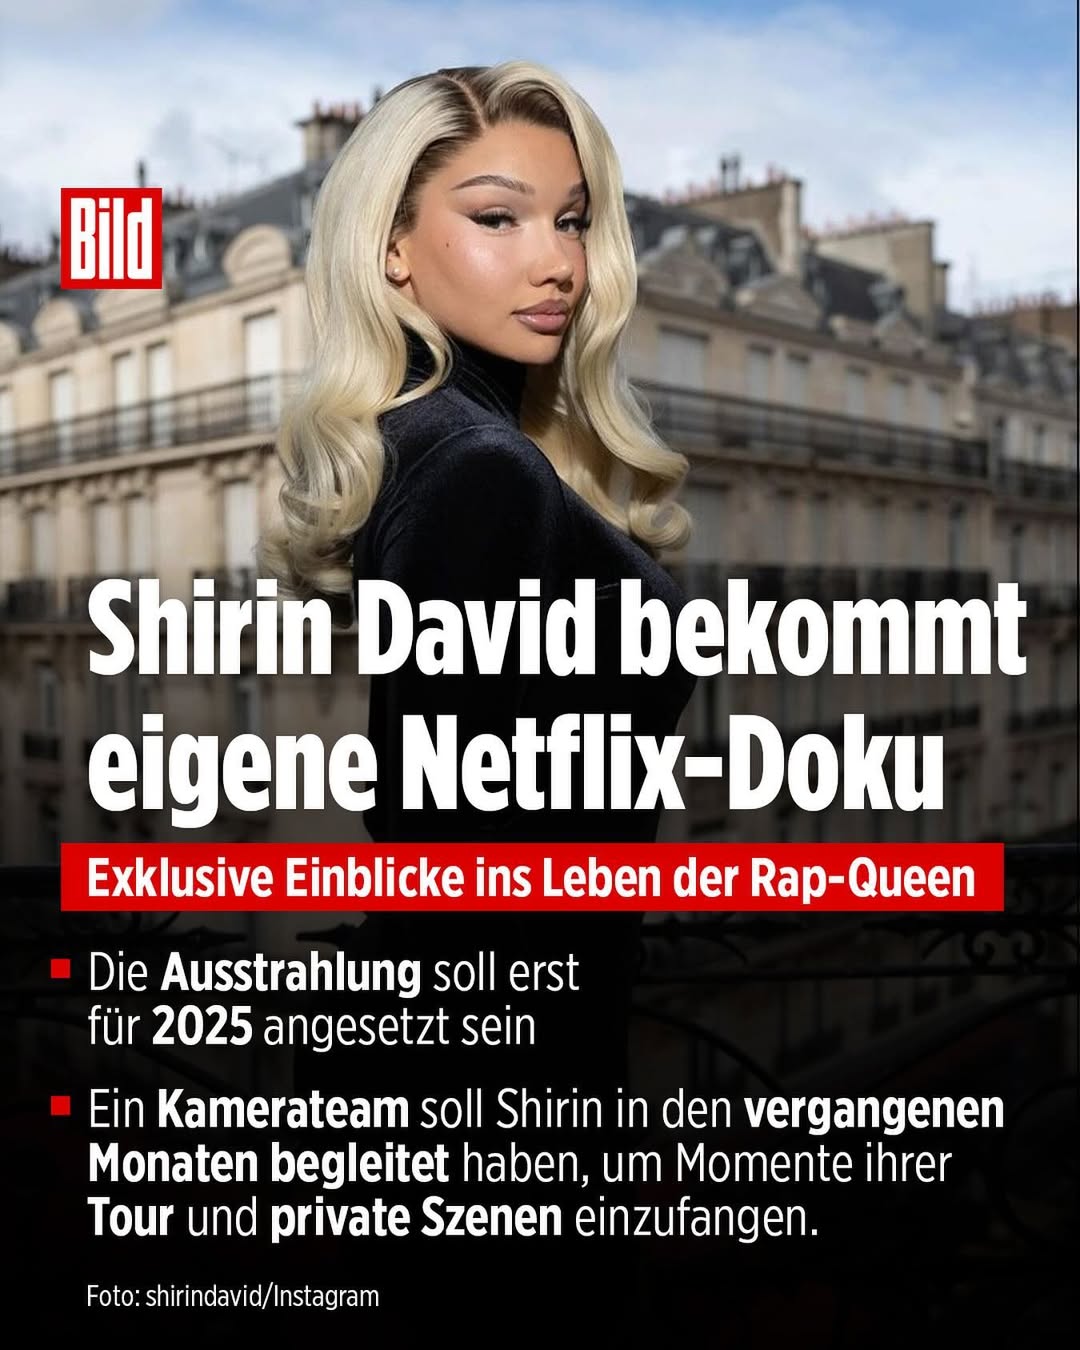 Bild
Shirin David bekommt
eigene Netflix-Doku
Exklusive Einblicke ins Leben der Rap-Queen
Die Ausstrahlung soll erst
für 2025 angesetzt sein
Ein Kamerateam soll Shirin in den vergangenen
Monaten begleitet haben, um Momente ihrer
Tour und private Szenen einzufangen.
Foto: shirindavid/Instagram